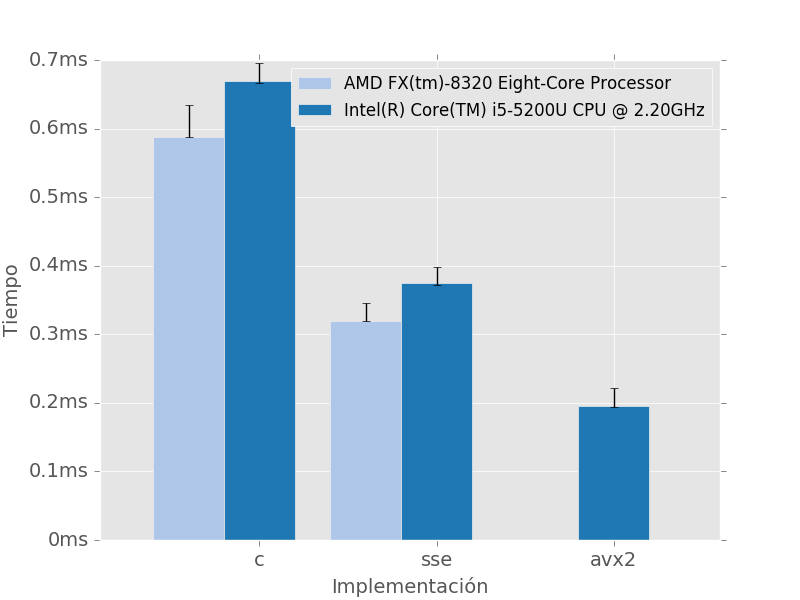 0.7ms
0.6ms
0.5ms
0.4ms
0.3ms
0.2ms
0.1ms
0ms
Tiempo
AMD FX(tm)-8320 Eight-Core Processor
Intel(R) Core(TM) i5-5200U CPU @ 2.20GHz
c sse avx2
Implementación